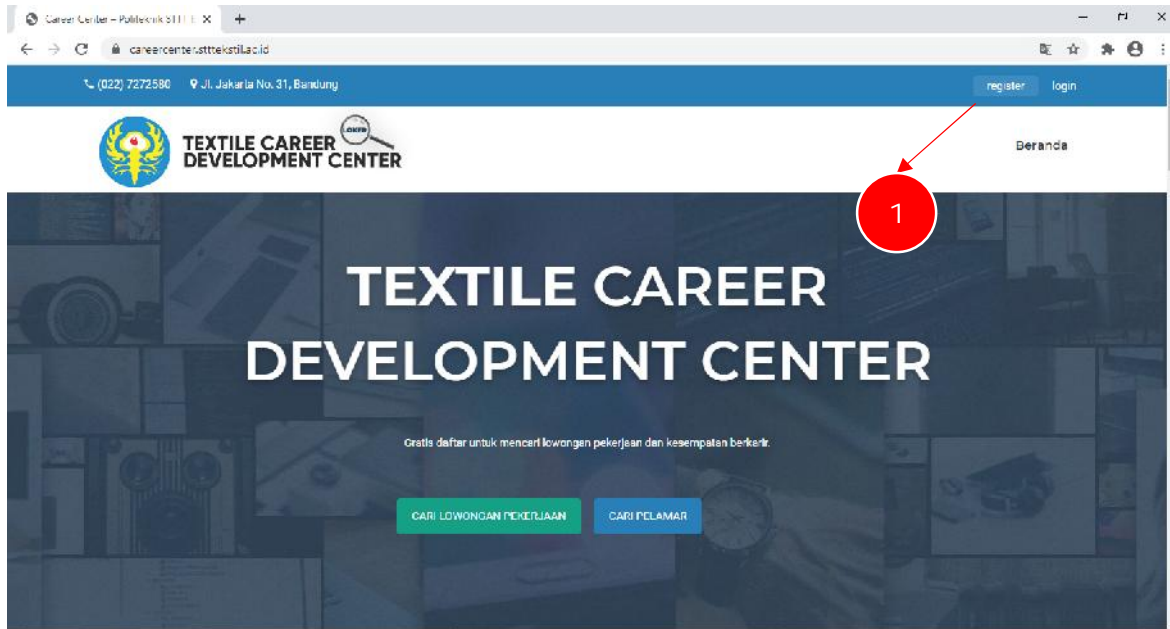 Career Center – Politeknik STTT
careercenter.stttekstil.ac.id
(022) 7272580 Jl. Jakarta No. 31, Bandung
register login
LOKER
TEXTILE CAREER
DEVELOPMENT CENTER
Beranda
1
TEXTILE CAREER
DEVELOPMENT CENTER
Gratis daftar untuk mencari lowongan pekerjaan dan kesempatan berkarir.
CARI LOWONGAN PEKERJAAN CARI PELAMAR